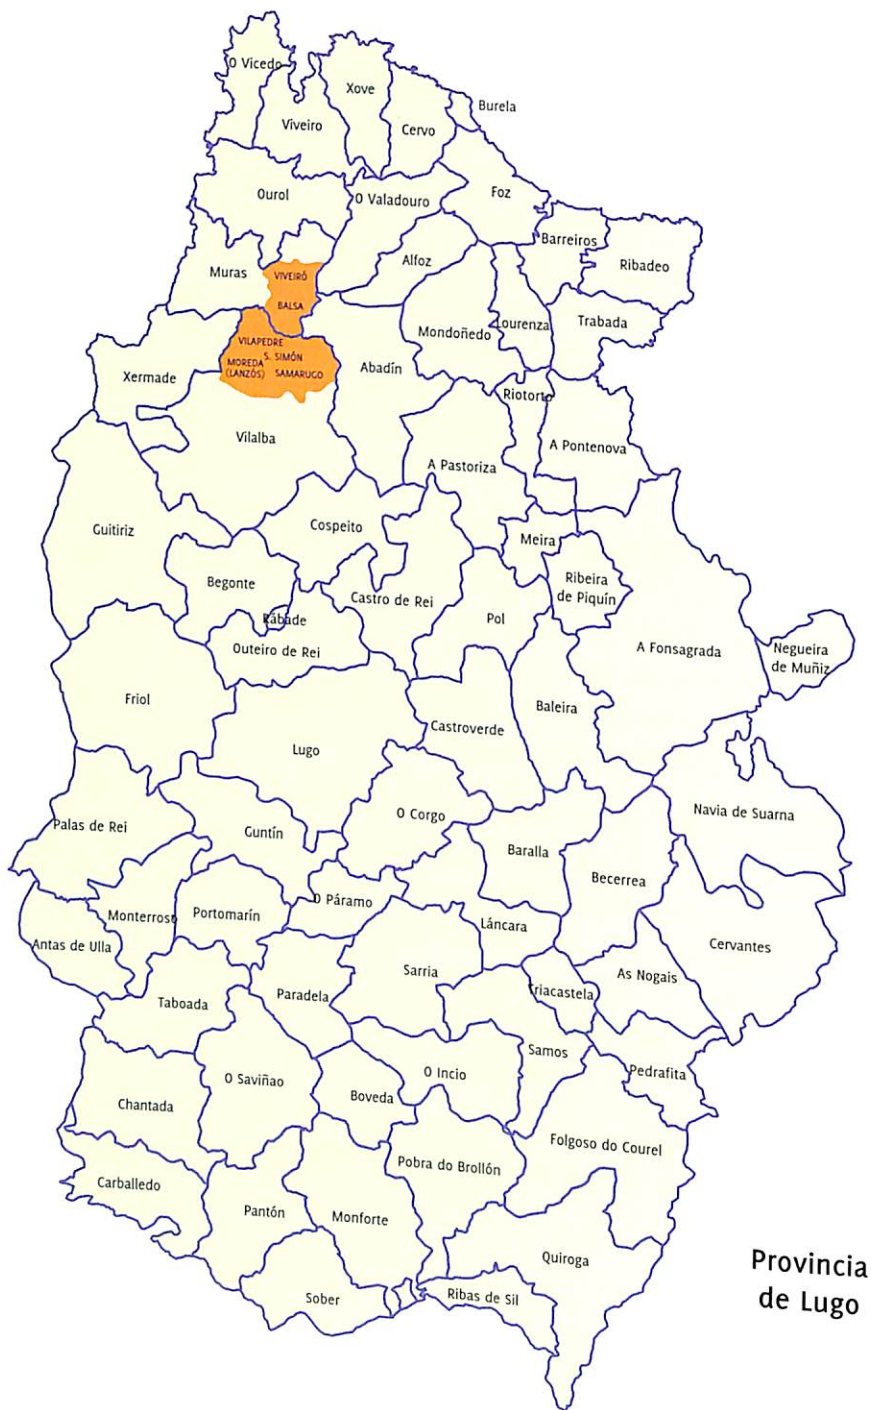 O Vicedo
Xove
Burela
Viveiro
Cervo
Ourol
O Valadouro
Foz
Barreiros
Muras
VIVEIRÓ
Alfoz
Ribadeo
BALSA
Mondoñedo
Lourenza
Trabada
VILAPEDRE
S. SIMÓN
MOREDA
(LANZÓS)
SAMARUGO
Xermade
Abadín
Riotorto
Vilalba
A Pontenova
A Pastoriza
Guitiriz
Cospeito
Meira
Begonte
Ribeira
de Piquín
Castro de Rei
Rábade
Pol
Outeiro de Rei
A Fonsagrada
Negueira
de Muñiz
Friol
Baleira
Castroverde
Lugo
O Corgo
Navia de Suarna
Palas de Rei
Guntín
Baralla
Becerrea
O Páramo
Monterroso
Portomarín
Láncara
Antas de Ulla
Cervantes
Sarria
As Nogais
Taboada
Paradela
Triacastela
Samos
O Saviñao
O Incio
Pedrafita
Boveda
Chantada
Folgoso do Courel
Pobra do Brollón
Carballedo
Pantón
Monforte
Quiroga
Sober
Ribas de Sil
Provincia
de Lugo